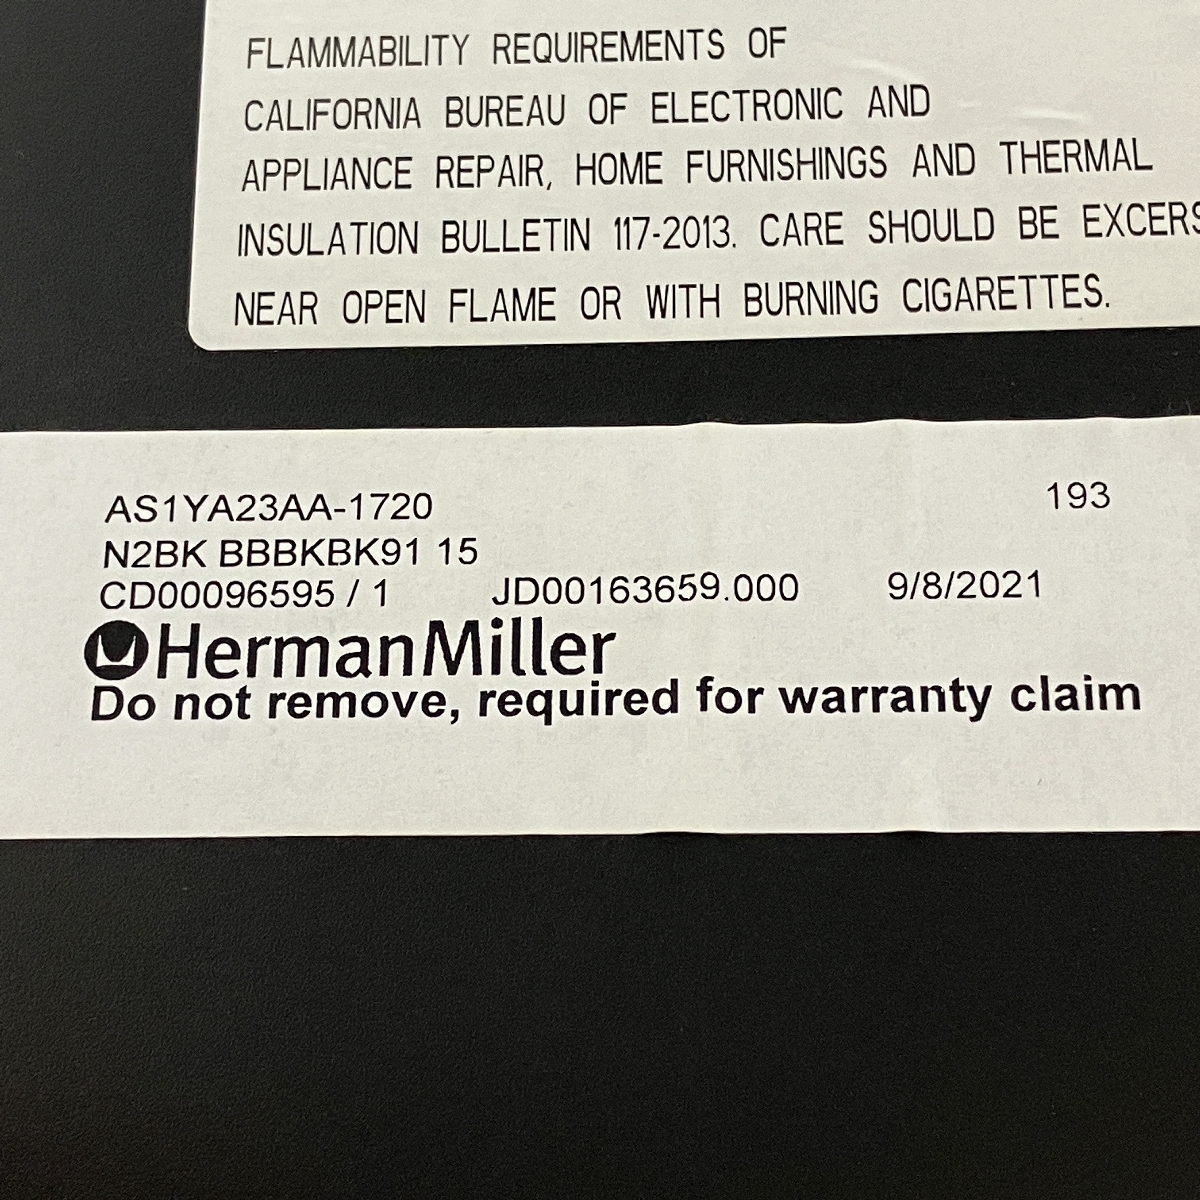 FLAMMABILITY REQUIREMENTS OF
CALIFORNIA BUREAU OF ELECTRONIC AND
APPLIANCE REPAIR, HOME FURNISHINGS AND THERMAL
INSULATION BULLETIN 117-2013. CARE SHOULD BE EXCERS
NEAR OPEN FLAME OR WITH BURNING CIGARETTES.
AS1YA23AA-1720 193
N2BK BBBKBK91 15
CD00096595 / 1 JD00163659.000 9/8/2021
HermanMiller
Do not remove, required for warranty claim